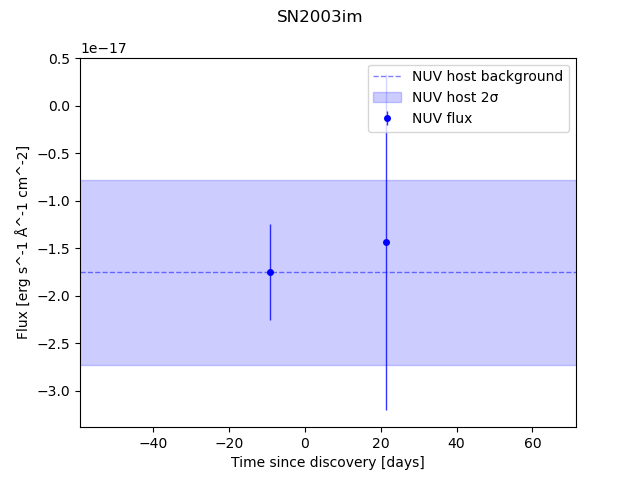 SN2003im
1e−17
NUV host background
NUV host 2σ
NUV flux
0.5
0.0
−0.5
−1.0
−1.5
−2.0
−2.5
−3.0
Flux [erg s^-1 Å^-1 cm^-2]
−40 −20 0 20 40 60
Time since discovery [days]